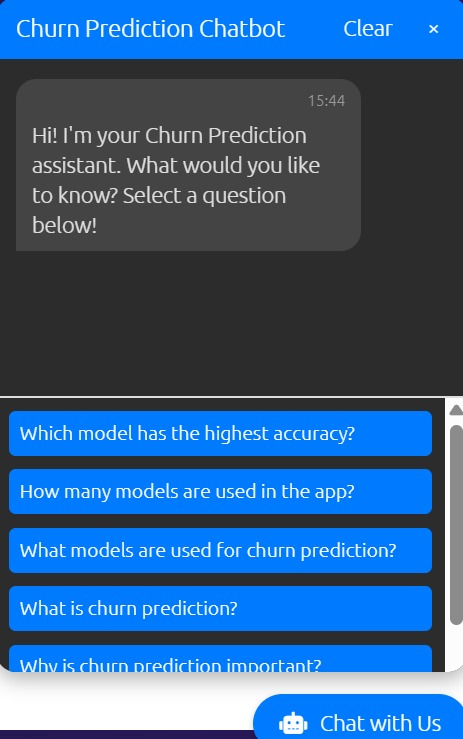 Churn Prediction Chatbot Clear ×
15:44
Hi! I'm your Churn Prediction
assistant. What would you like
to know? Select a question
below!
Which model has the highest accuracy?
How many models are used in the app?
What models are used for churn prediction?
What is churn prediction?
Why is churn prediction important?
Chat with Us